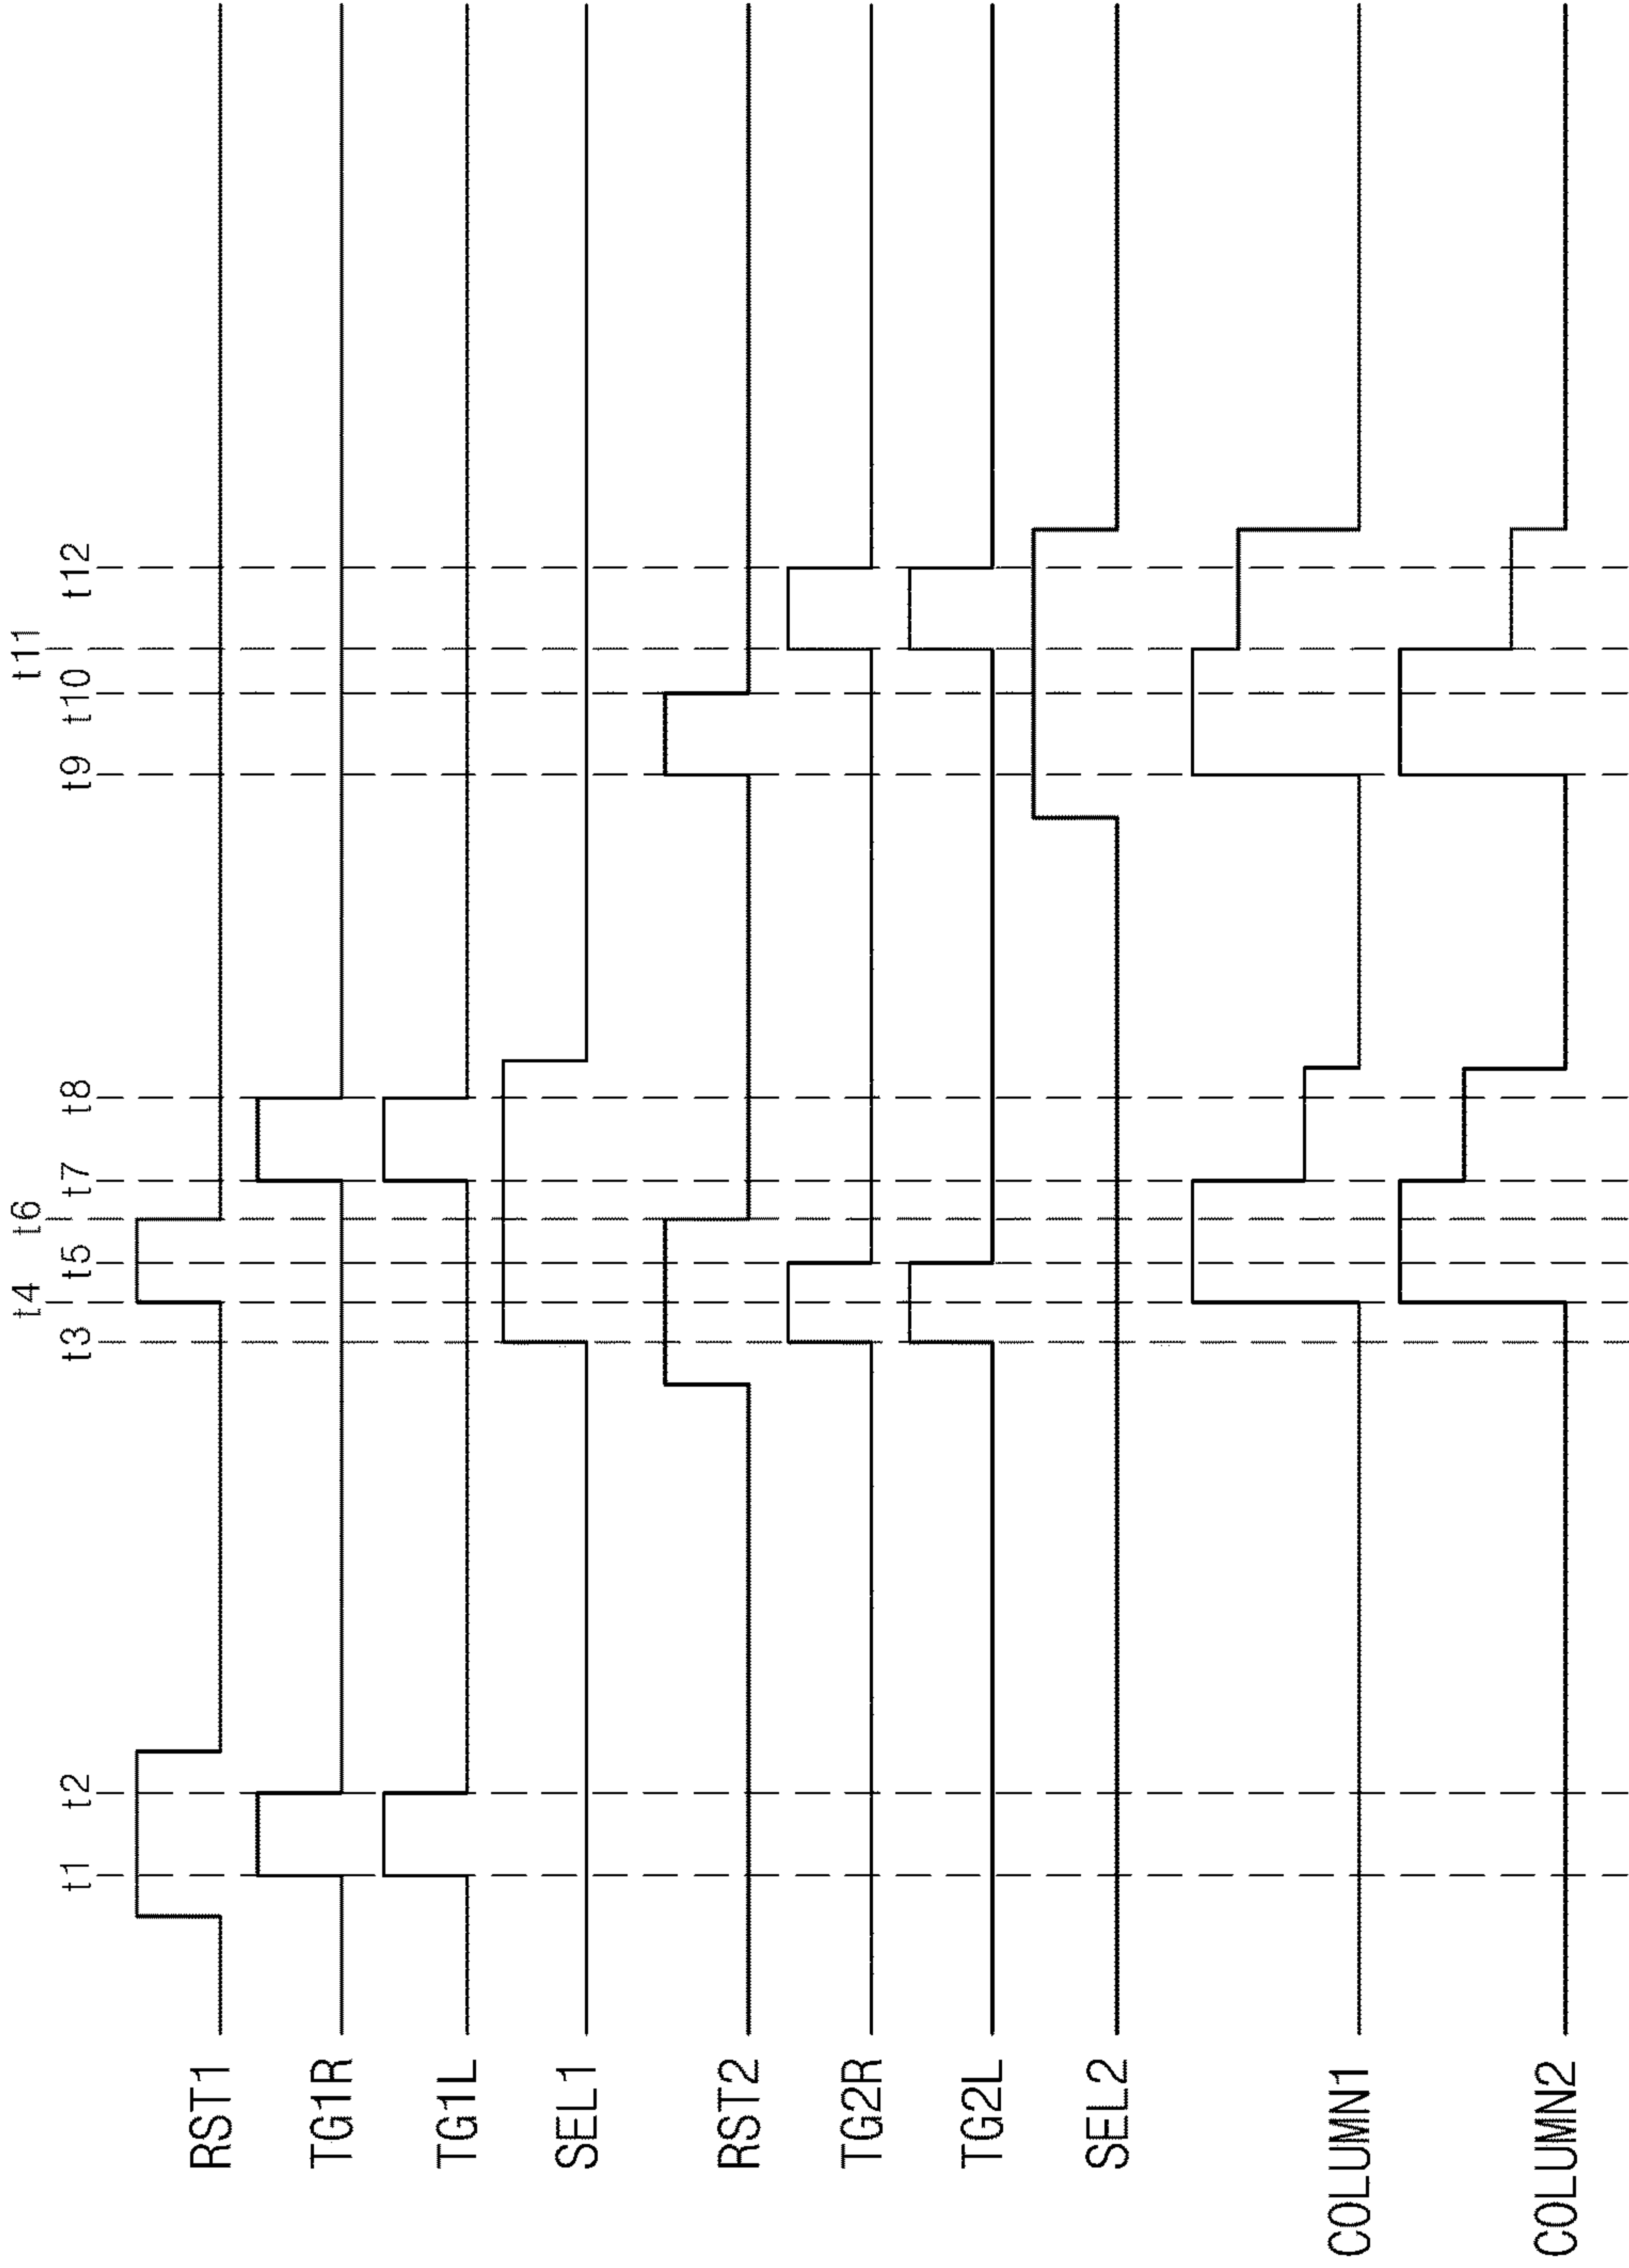 t1
t2
t3
t4
t5
t6
t7
t8
t9
t10
t11
t12
RST1
TG1R
TG1L
SEL1
RST2
TG2R
TG2L
SEL2
COLUMN1
COLUMN2